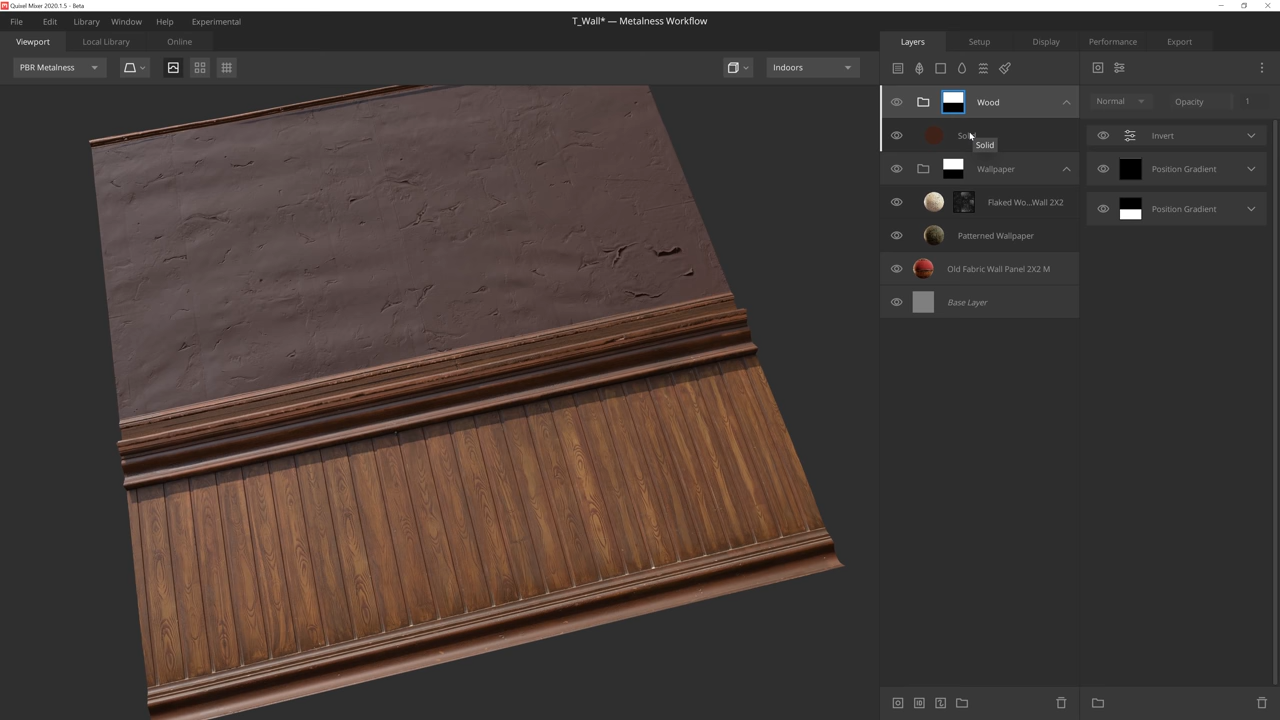 Quixel Mixer 2020.1.5 - Beta
File Edit Library Window Help Experimental
T_Wall* — Metalness Workflow
Viewport Local Library Online
Layers Setup Display Performance Export
PBR Metalness
Indoors
Wood
Normal Opacity 1
Solid
Invert
Solid
Wallpaper
Position Gradient
Flaked Wo...Wall 2X2
Position Gradient
Patterned Wallpaper
Old Fabric Wall Panel 2X2 M
Base Layer